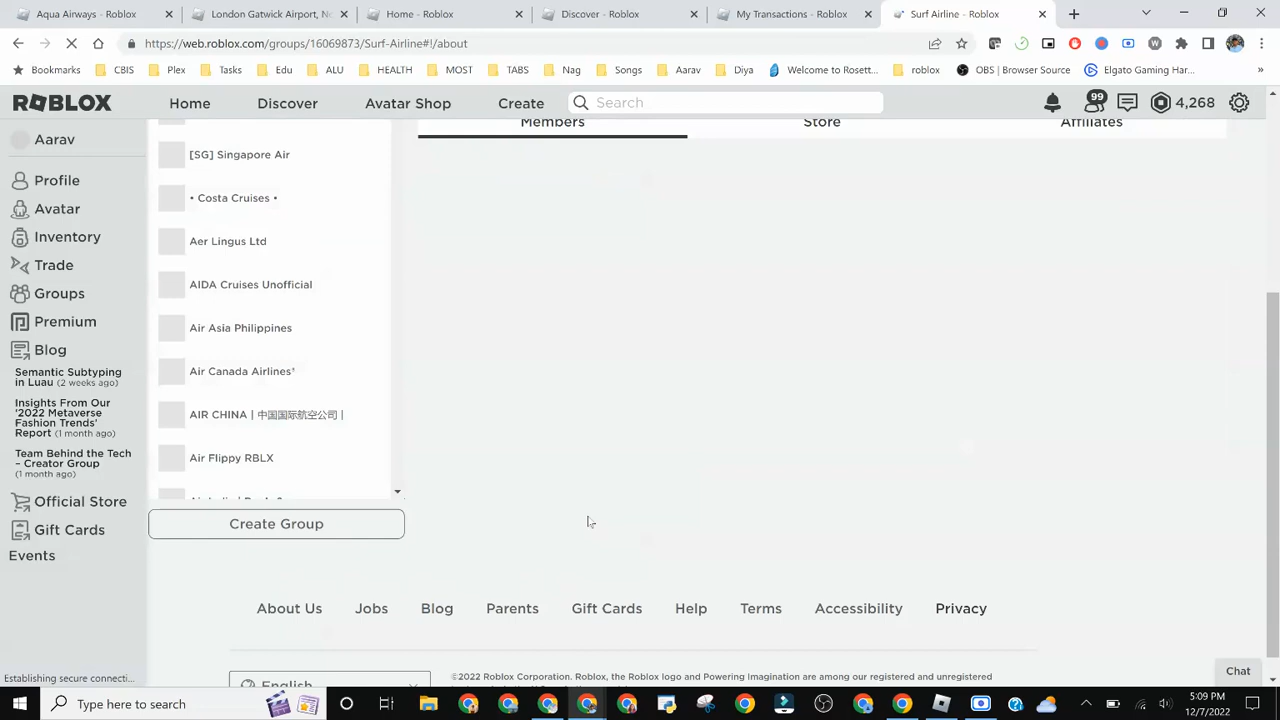 Aqua Airways - Roblox
London Gatwick Airport, N
Home - Roblox
Discover - Roblox
My Transactions - Roblox
Surf Airline - Roblox
https://web.roblox.com/groups/16069873/Surf-Airline#!/about
Bookmarks CBIS Plex Tasks Edu ALU HEALTH MOST TABS Nag Songs Aarav Diya Welcome to Rosett... roblox OBS | Browser Source Elgato Gaming Har... »
ROBLOX Home Discover Avatar Shop Create Search 99 4,268
Members Store Affiliates
Aarav
Profile
Avatar
Inventory
Trade
Groups
Premium
Blog
Semantic Subtyping
in Luau (2 weeks ago)
Insights From Our
'2022 Metaverse
Fashion Trends'
Report (1 month ago)
Team Behind the Tech
– Creator Group
(1 month ago)
Official Store
Gift Cards
Events
[SG] Singapore Air
• Costa Cruises •
Aer Lingus Ltd
AIDA Cruises Unofficial
Air Asia Philippines
Air Canada Airlines*
AIR CHINA | 中国国际航空公司 |
Air Flippy RBLX
Create Group
About Us Jobs Blog Parents Gift Cards Help Terms Accessibility Privacy
English
©2022 Roblox Corporation. Roblox, the Roblox logo and Powering Imagination are among our registered and unregistered
Chat
Establishing secure connecti...
Type here to search
5:09 PM
12/7/2022